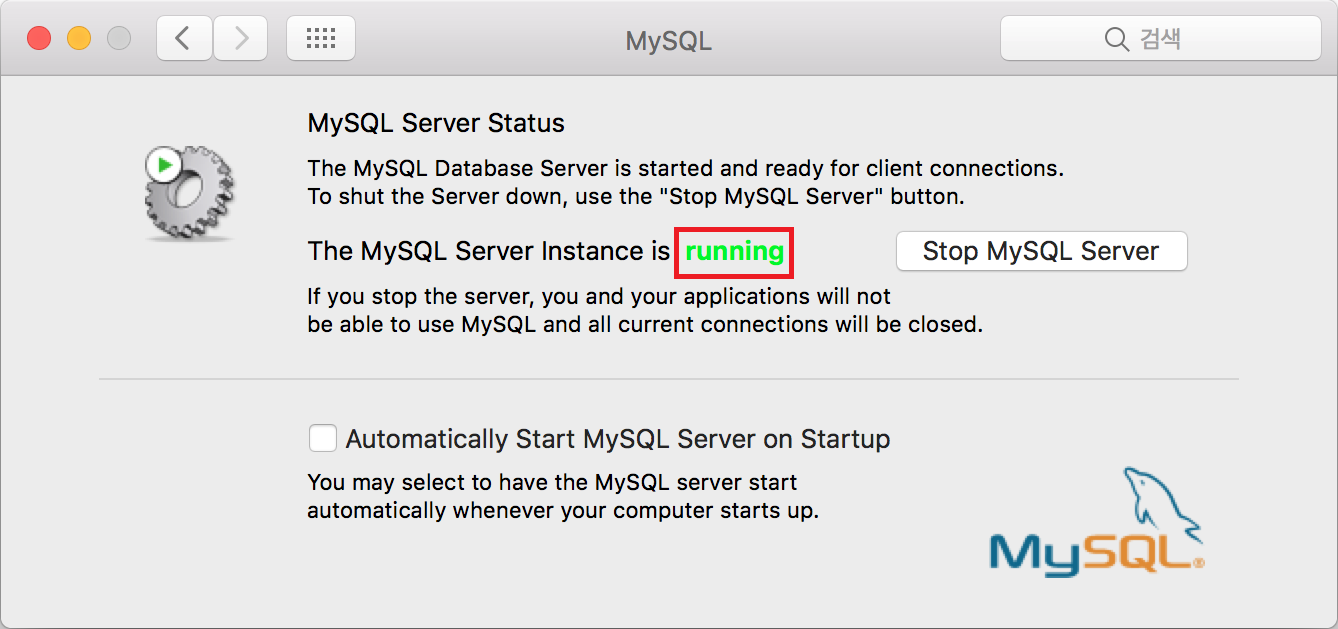 MySQL
검색
MySQL Server Status
The MySQL Database Server is started and ready for client connections.
To shut the Server down, use the "Stop MySQL Server" button.
The MySQL Server Instance is running
Stop MySQL Server
If you stop the server, you and your applications will not
be able to use MySQL and all current connections will be closed.
Automatically Start MySQL Server on Startup
You may select to have the MySQL server start
automatically whenever your computer starts up.
MySQL®